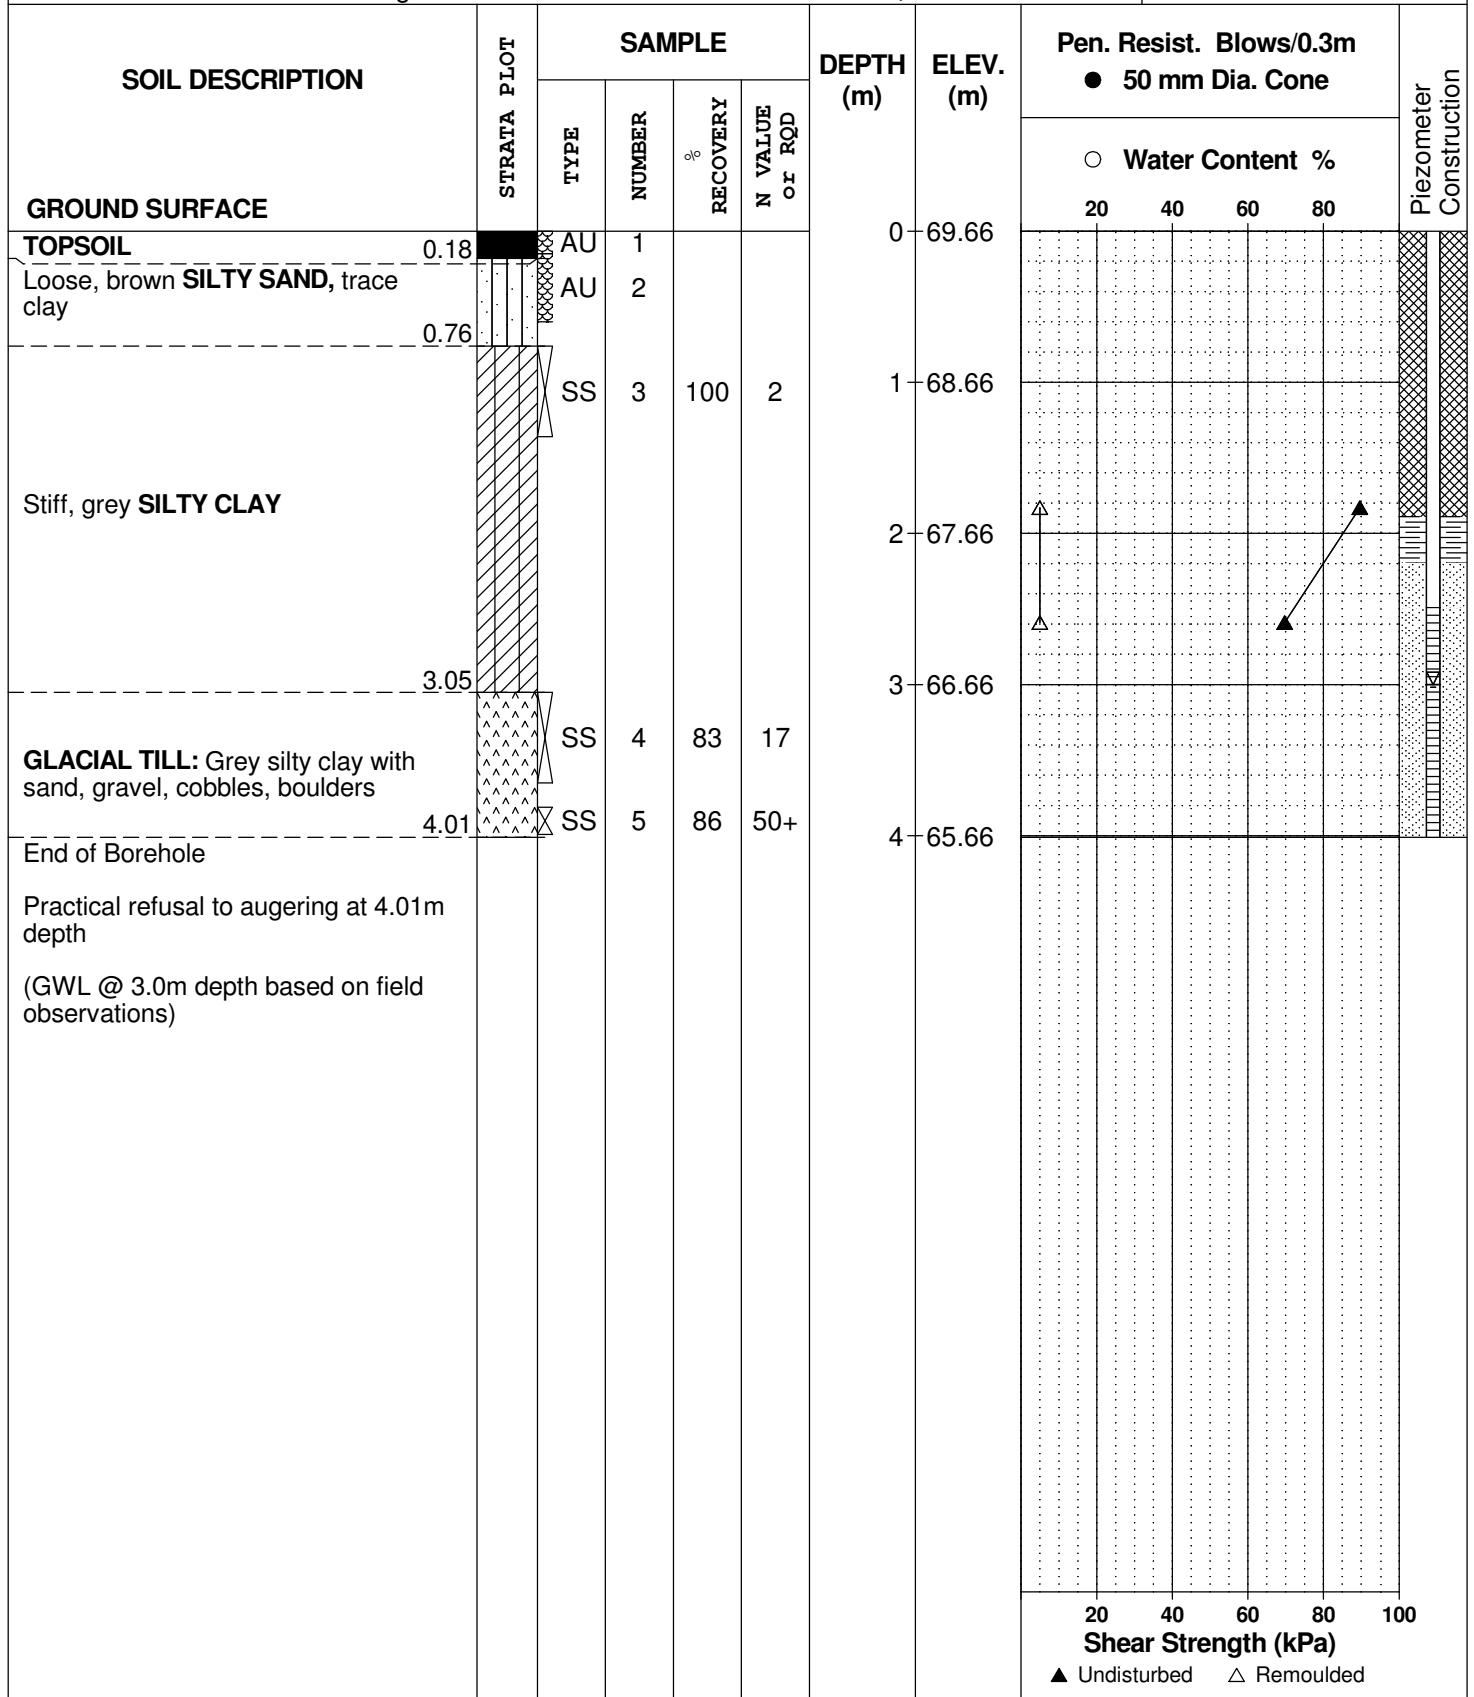 SOIL DESCRIPTION
GROUND SURFACE
STRATA PLOT
SAMPLE
TYPE
NUMBER
%
RECOVERY
N VALUE
or RQD
DEPTH
(m)
ELEV.
(m)
Pen. Resist. Blows/0.3m
● 50 mm Dia. Cone
○ Water Content %
20 40 60 80
Piezometer
Construction
TOPSOIL 0.18
AU 1
0 69.66
Loose, brown SILTY SAND, trace
clay
0.76
AU 2
SS 3 100 2
1 68.66
Stiff, grey SILTY CLAY
2 67.66
3.05
3 66.66
SS 4 83 17
GLACIAL TILL: Grey silty clay with
sand, gravel, cobbles, boulders
4.01
SS 5 86 50+
4 65.66
End of Borehole
Practical refusal to augering at 4.01m
depth
(GWL @ 3.0m depth based on field
observations)
20 40 60 80 100
Shear Strength (kPa)
▲ Undisturbed △ Remoulded